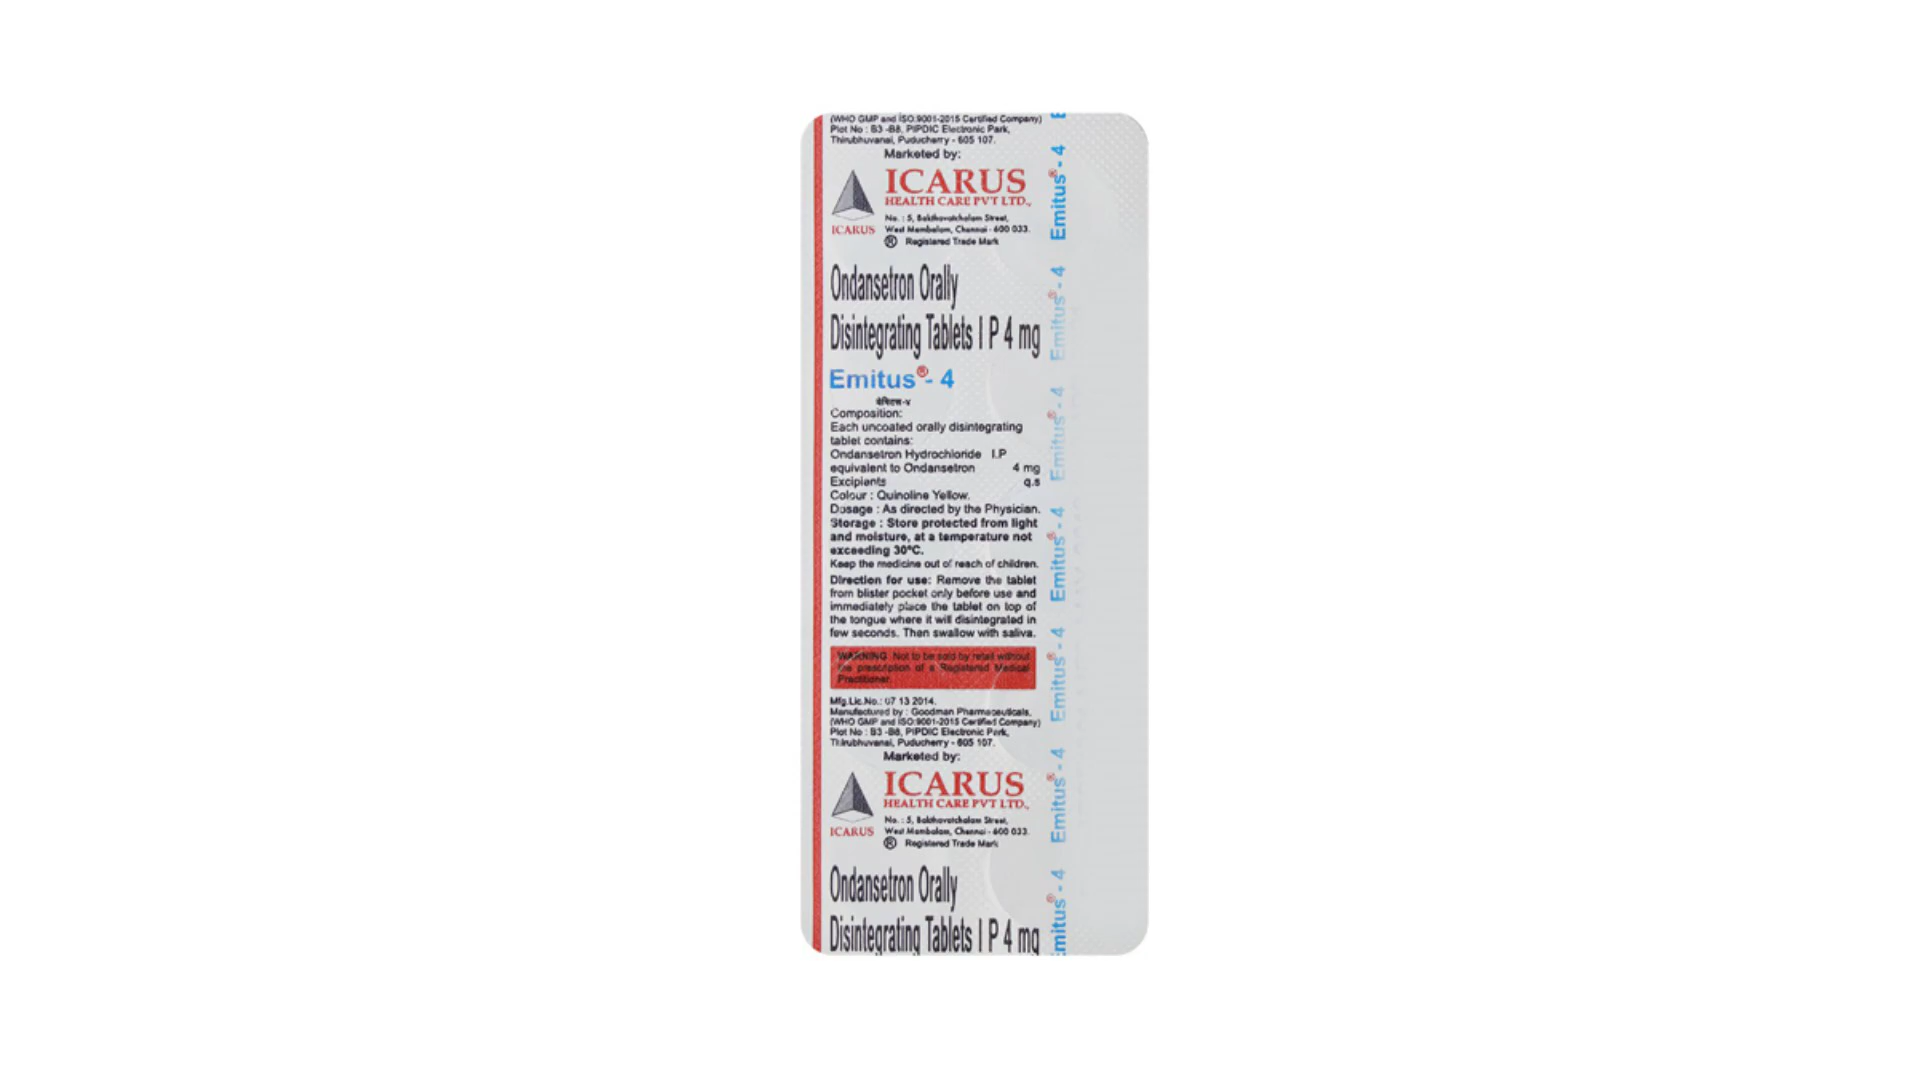 (WHO GMP and ISO:9001-2015 Certified Company)
Plot No : B3 -B8, PIPDIC Electronic Park,
Thirubhuvanai, Puducherry - 605 107.
Marketed by:
ICARUS
HEALTH CARE PVT LTD.,
ICARUS
No. : 5, Bakthavatchalam Street,
West Mambalam, Chennai - 600 033.
® Registered Trade Mark
Ondansetron Orally
Disintegrating Tablets I P 4 mg
Emitus®- 4
Composition:
Each uncoated orally disintegrating
tablet contains:
Ondansetron Hydrochloride I.P
equivalent to Ondansetron 4 mg
Excipients q.s
Colour : Quinoline Yellow.
Dosage : As directed by the Physician.
Storage : Store protected from light
and moisture, at a temperature not
exceeding 30°C.
Keep the medicine out of reach of children.
Direction for use: Remove the tablet
from blister pocket only before use and
immediately place the tablet on top of
the tongue where it will disintegrated in
few seconds. Then swallow with saliva.
WARNING Not to be sold by retail without
the prescription of a Registered Medical
Practitioner.
Mfg.Lic.No.: 07 13 2014.
Manufactured by : Goodman Pharmaceuticals,
(WHO GMP and ISO:9001-2015 Certified Company)
Plot No : B3 -B8, PIPDIC Electronic Park,
Thirubhuvanai, Puducherry - 605 107.
Marketed by:
ICARUS
HEALTH CARE PVT LTD.,
ICARUS
No. : 5, Bakthavatchalam Street,
West Mambalam, Chennai - 600 033.
® Registered Trade Mark
Ondansetron Orally
Disintegrating Tablets I P 4 mg
Emitus®- 4
Emitus®- 4
Emitus®- 4
Emitus®- 4
Emitus®- 4
Emitus®- 4
mitus®- 4